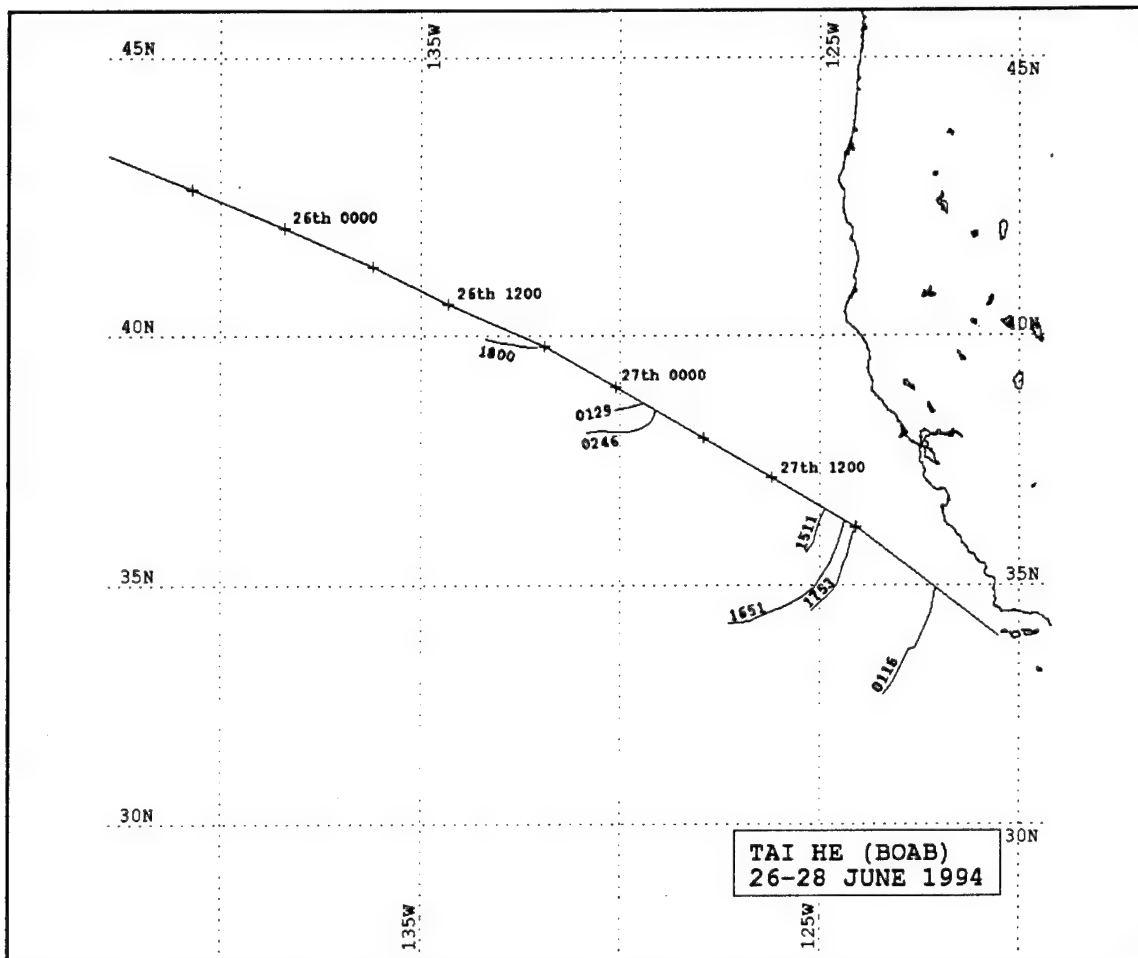 45N
135W
125W
45N
26th 0000
26th 1200
40N
40N
1800
27th 0000
0129
0246
27th 1200
1511
35N
35N
1651
1753
0116
30N
30N
TAI HE (BOAB)
26-28 JUNE 1994
135W
125W